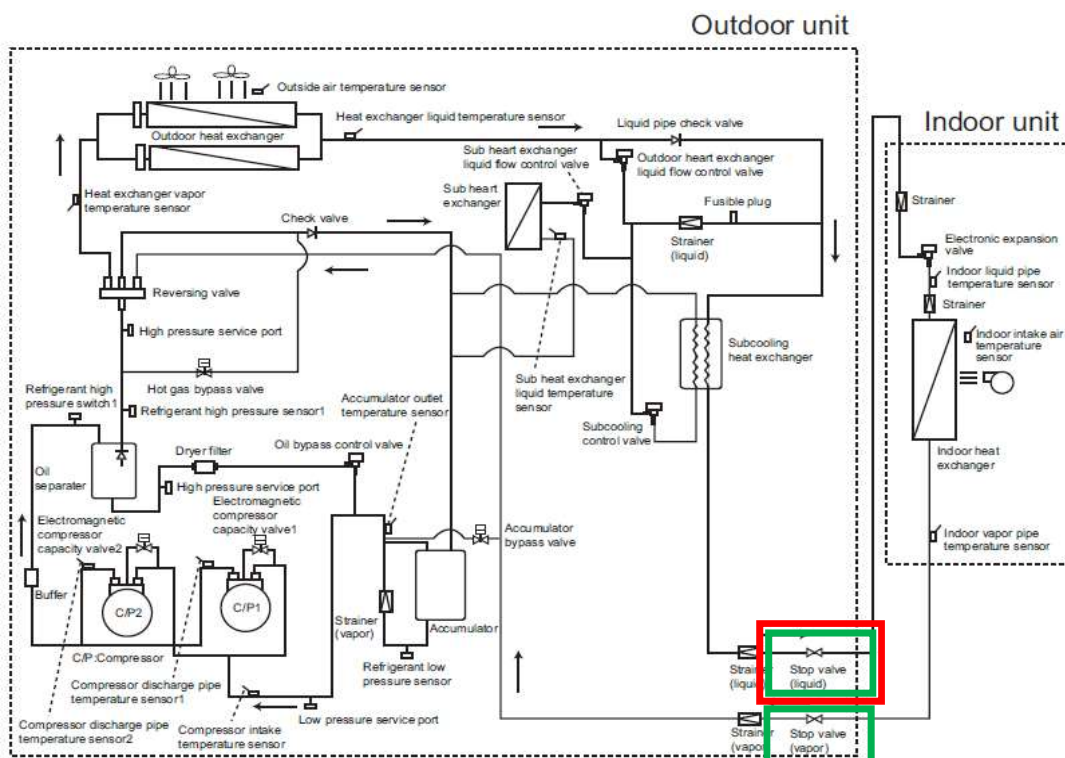 Outdoor unit
Indoor unit
Outside air temperature sensor
Outdoor heat exchanger
Heat exchanger liquid temperature sensor
Liquid pipe check valve
Sub heart exchanger
liquid flow control valve
Outdoor heart exchanger
liquid flow control valve
Heat exchanger vapor
temperature sensor
Sub heart
exchanger
Fusible plug
Strainer
Check valve
Strainer
(liquid)
Electronic expansion
valve
Indoor liquid pipe
temperature sensor
Reversing valve
Strainer
High pressure service port
Subcooling
heat exchanger
Indoor intake air
temperature
sensor
Hot gas bypass valve
Sub heat exchanger
liquid temperature
sensor
Refrigerant high
pressure switch1
Refrigerant high pressure sensor1
Accumulator outlet
temperature sensor
Subcooling
control valve
Oil bypass control valve
Dryer filter
Indoor heat
exchanger
Oil
separater
High pressure service port
Electromagnetic
compressor
capacity valve1
Electromagnetic
compressor
capacity valve2
Accumulator
bypass valve
Indoor vapor pipe
temperature sensor
Buffer
C/P2
C/P1
Strainer
(vapor)
Accumulator
C/P:Compressor
Refrigerant low
pressure sensor
Strainer
(liquid)
Stop valve
(liquid)
Compressor discharge pipe
temperature sensor1
Compressor discharge pipe
temperature sensor2
Compressor intake
temperature sensor
Low pressure service port
Strainer
(vapor)
Stop valve
(vapor)